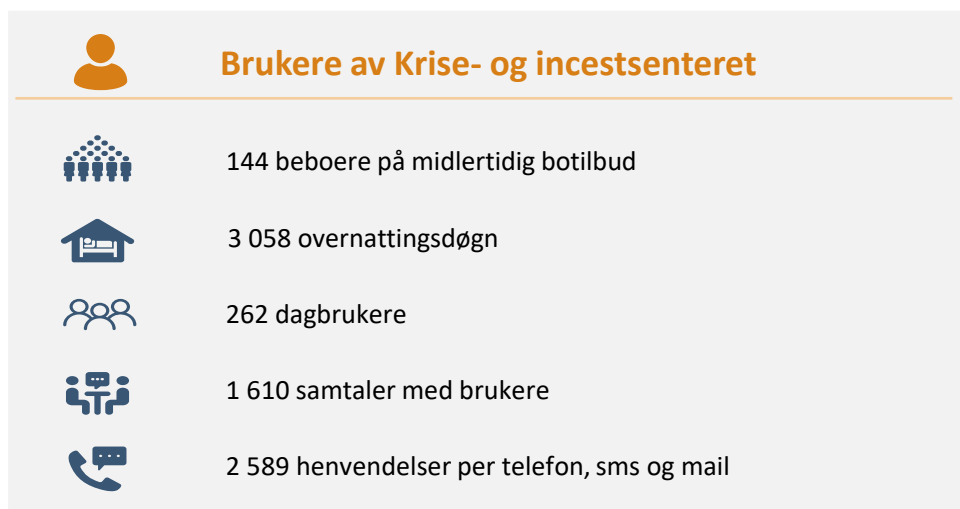 Brukere av Krise- og incestsenteret
144 beboere på midlertidig botilbud
3 058 overnattingsdøgn
262 dagbrukere
1 610 samtaler med brukere
2 589 henvendelser per telefon, sms og mail